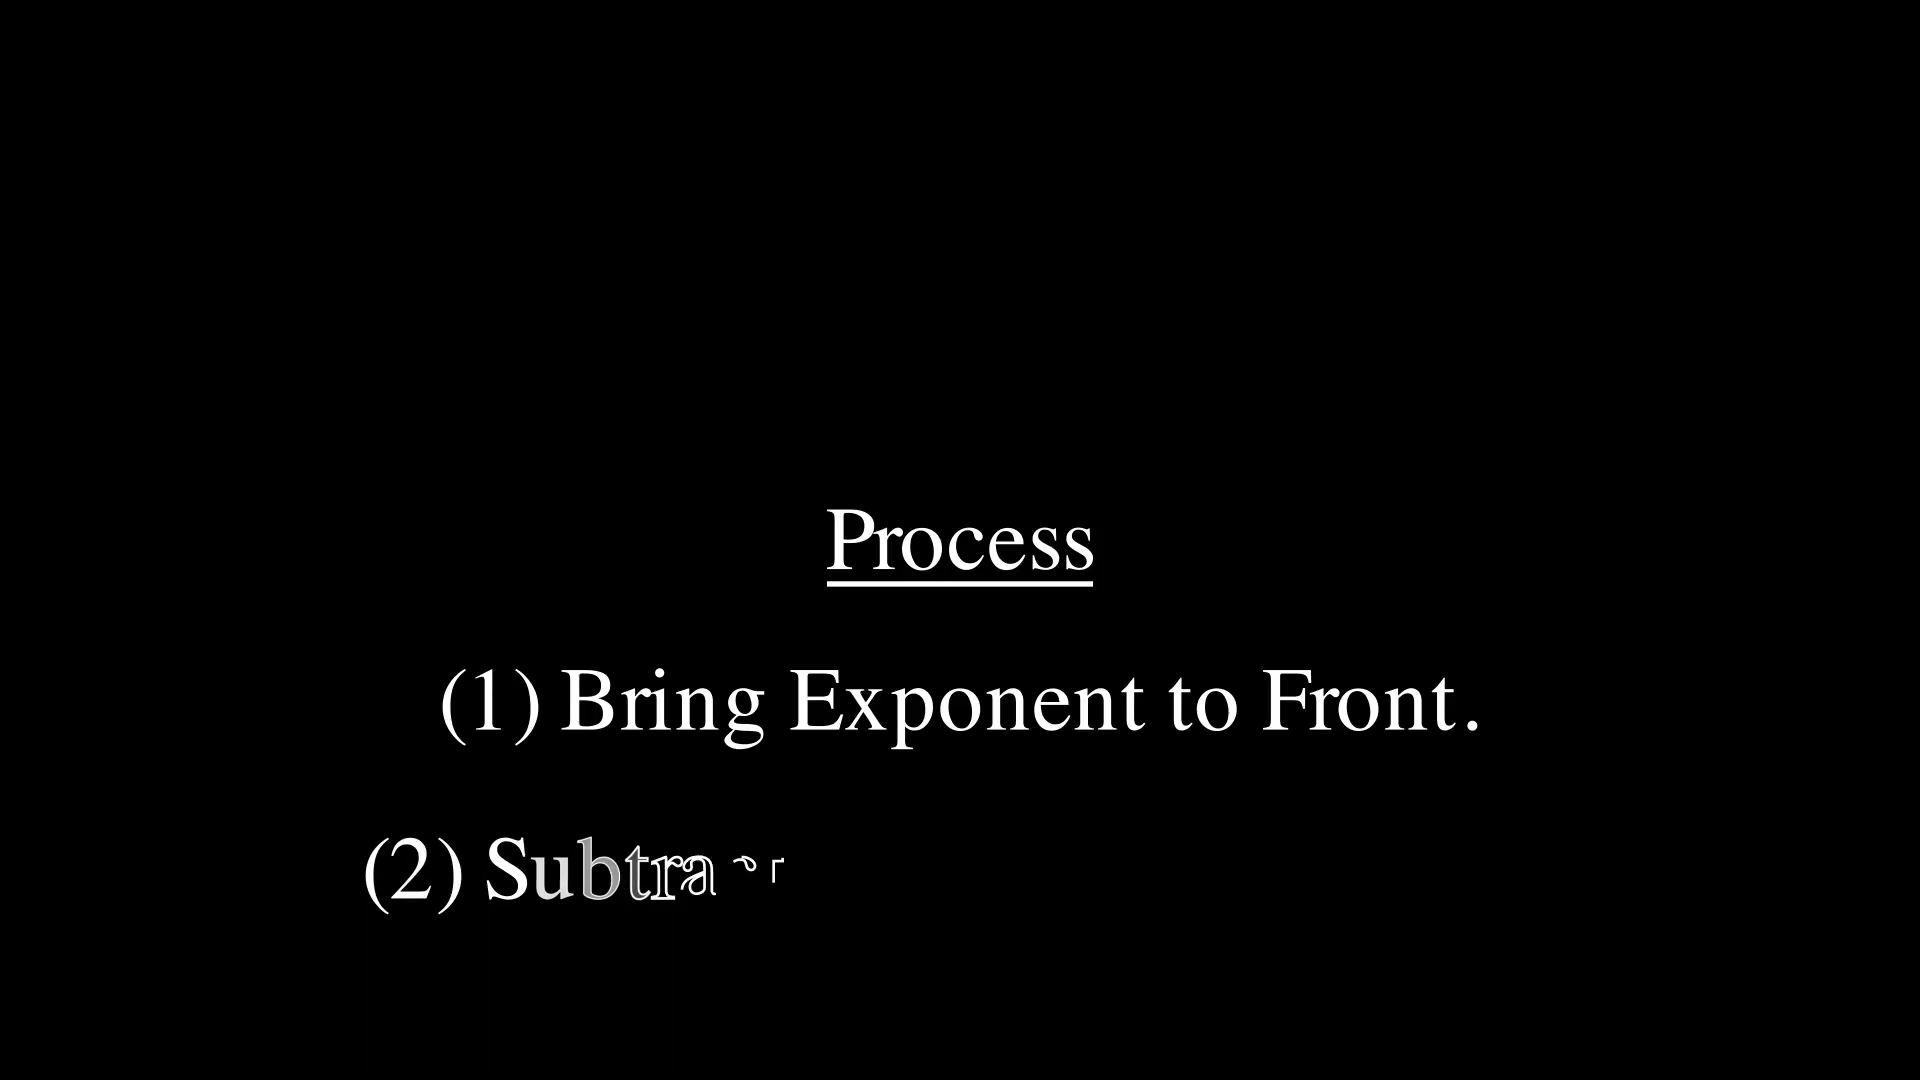 Process
(1) Bring Exponent to Front.
(2) Subtra